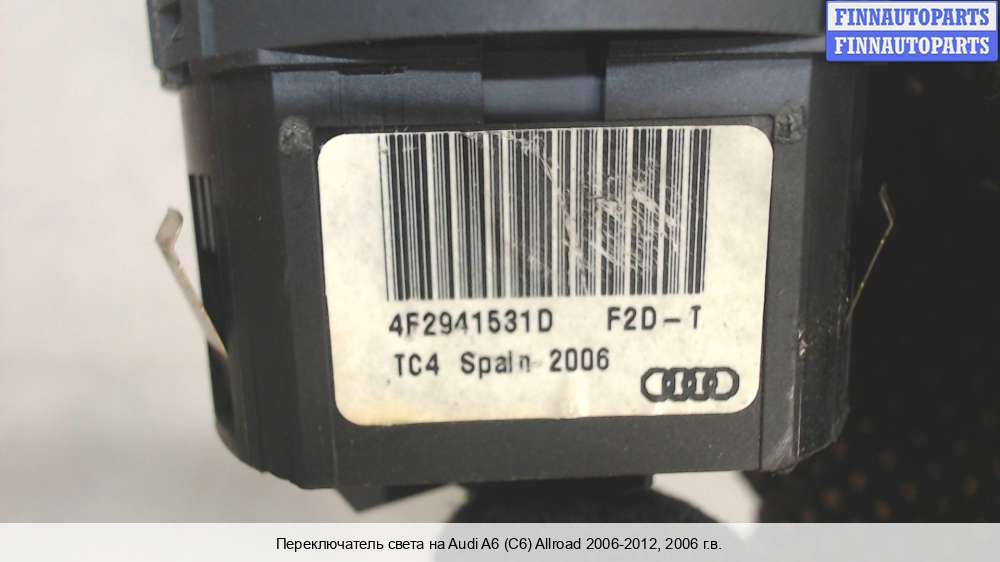 FINNAUTOPARTS
FINNAUTOPARTS
4F2941531D F2D-T
TC4 Spain 2006
Переключатель света на Audi A6 (C6) Allroad 2006-2012, 2006 г.в.